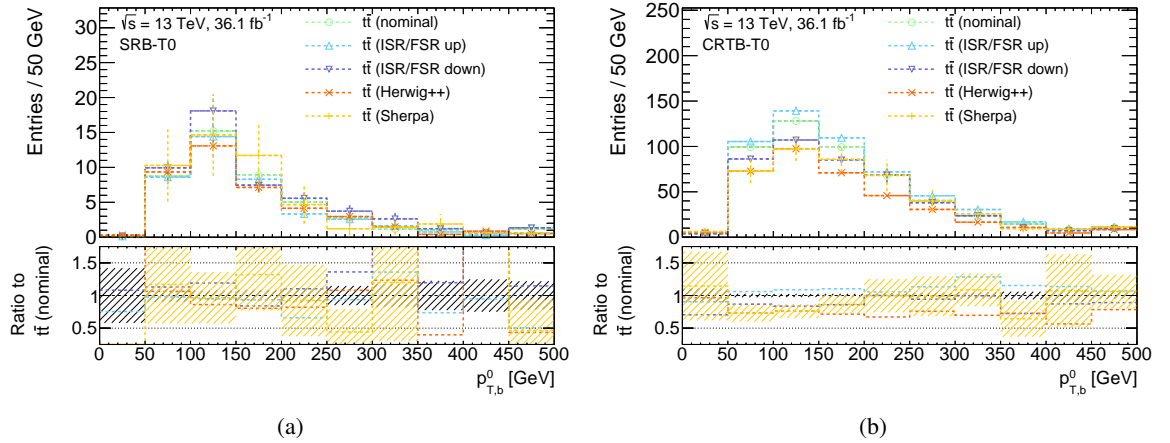 √s = 13 TeV, 36.1 fb⁻¹
SRB-T0
tt̄ (nominal)
tt̄ (ISR/FSR up)
tt̄ (ISR/FSR down)
tt̄ (Herwig++)
tt̄ (Sherpa)
Entries / 50 GeV
30
25
20
15
10
5
0
Ratio to
tt̄ (nominal)
1.5
1
0.5
0 50 100 150 200 250 300 350 400 450 500
p⁰T,b [GeV]
(a)
√s = 13 TeV, 36.1 fb⁻¹
CRTB-T0
tt̄ (nominal)
tt̄ (ISR/FSR up)
tt̄ (ISR/FSR down)
tt̄ (Herwig++)
tt̄ (Sherpa)
Entries / 50 GeV
250
200
150
100
50
0
Ratio to
tt̄ (nominal)
1.5
1
0.5
0 50 100 150 200 250 300 350 400 450 500
p⁰T,b [GeV]
(b)